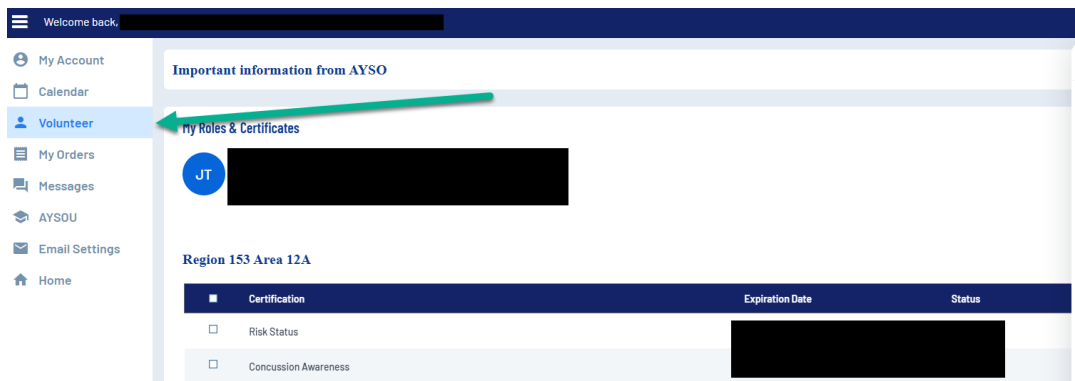 Welcome back,
My Account
Calendar
Volunteer
My Orders
Messages
AYSOU
Email Settings
Home
Important information from AYSO
My Roles & Certificates
JT
Region 153 Area 12A
Certification Expiration Date Status
Risk Status
Concussion Awareness